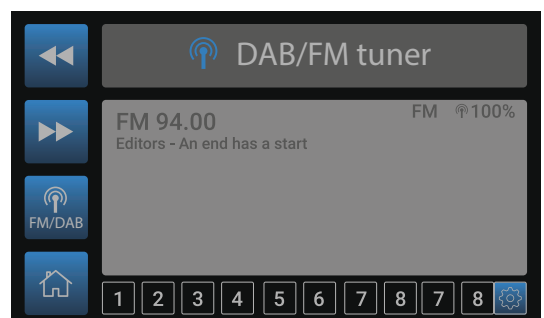 DAB/FM tuner
FM 94.00
FM 100%
Editors - An end has a start
FM/DAB
1 2 3 4 5 6 7 8 7 8